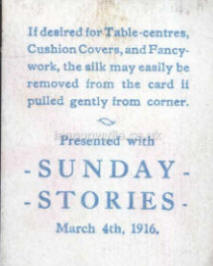 If desired for Table-centres,
Cushion Covers, and Fancy-
work, the silk may easily be
removed from the card if
pulled gently from corner.
Presented with
- SUNDAY -
- STORIES -
March 4th, 1916.